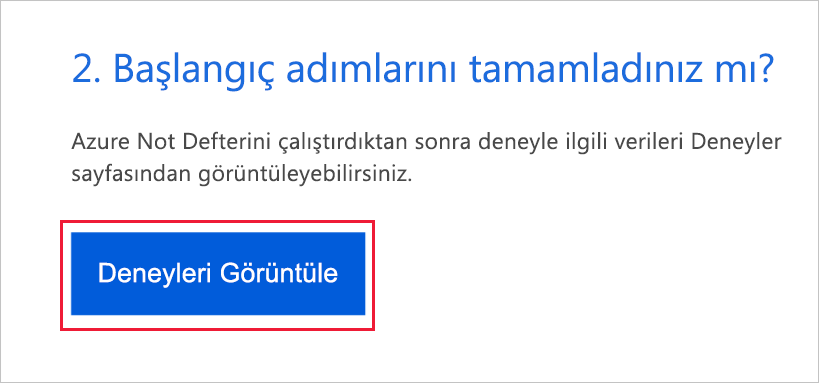 2. Başlangıç adımlarını tamamladınız mı?
Azure Not Defterini çalıştırdıktan sonra deneyle ilgili verileri Deneyler
sayfasından görüntüleyebilirsiniz.
Deneyleri Görüntüle